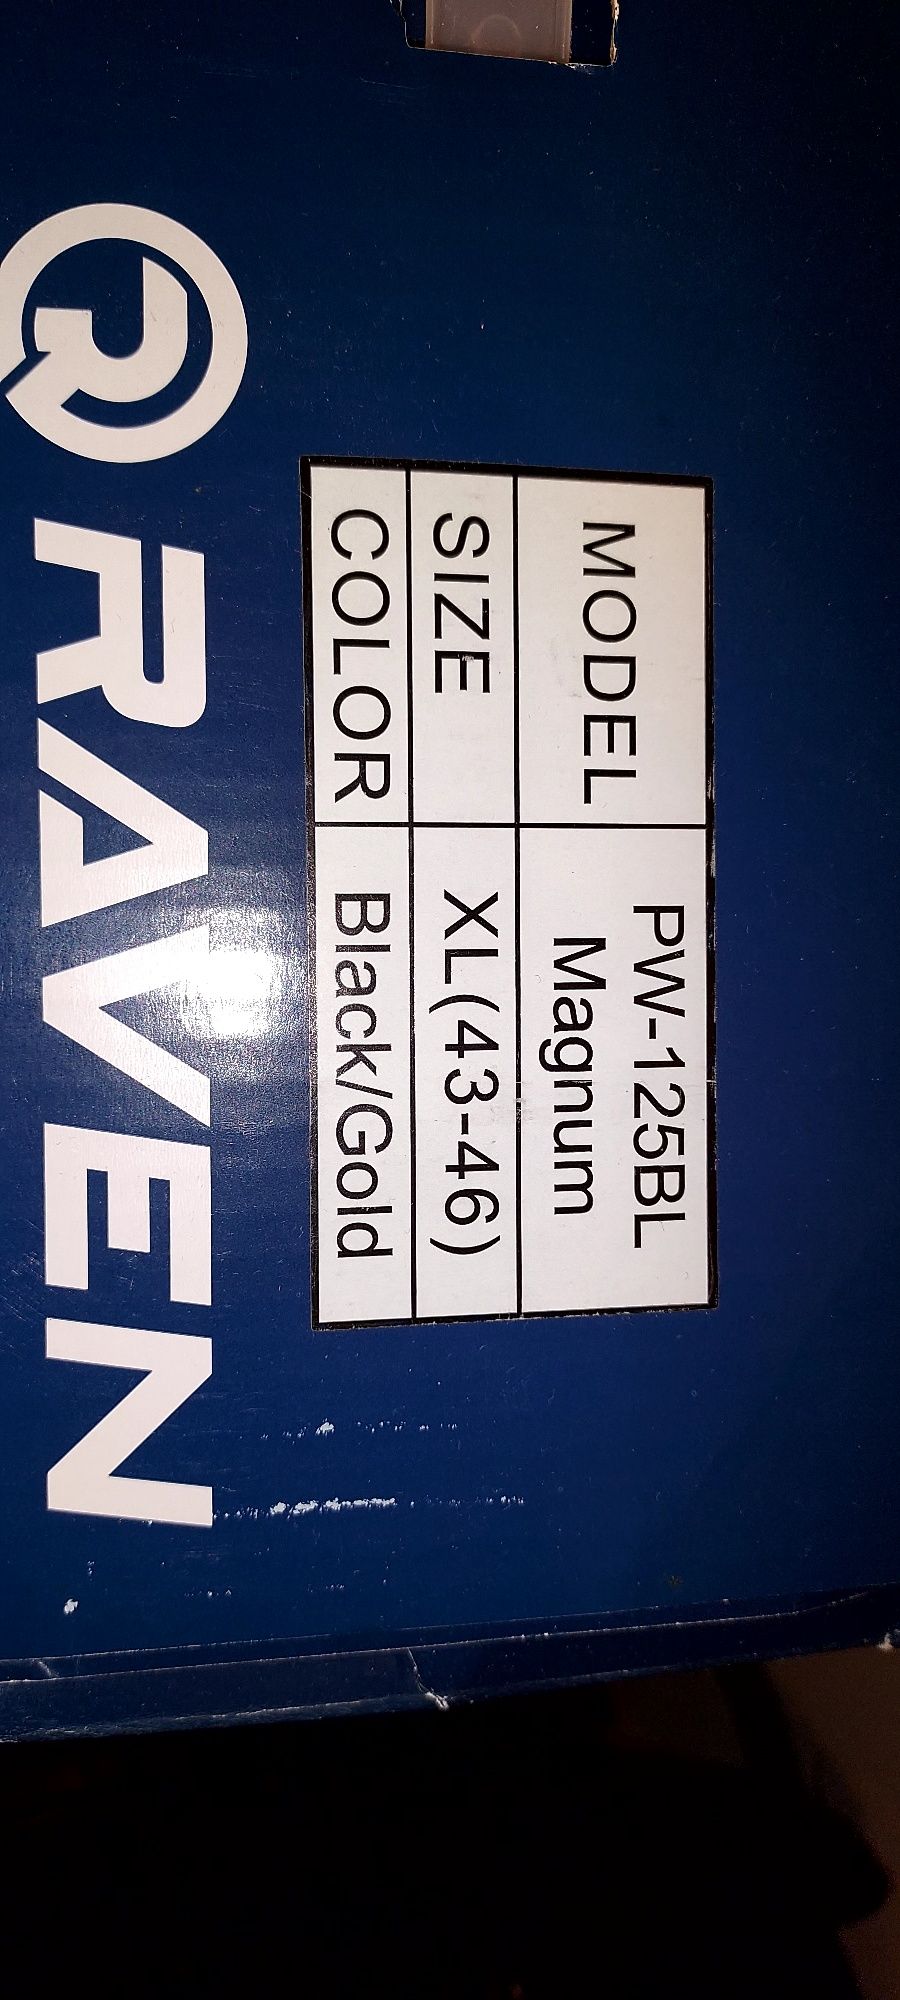 MODEL PW-125BL
Magnum
SIZE XL(43-46)
COLOR Black/Gold
RAVEN